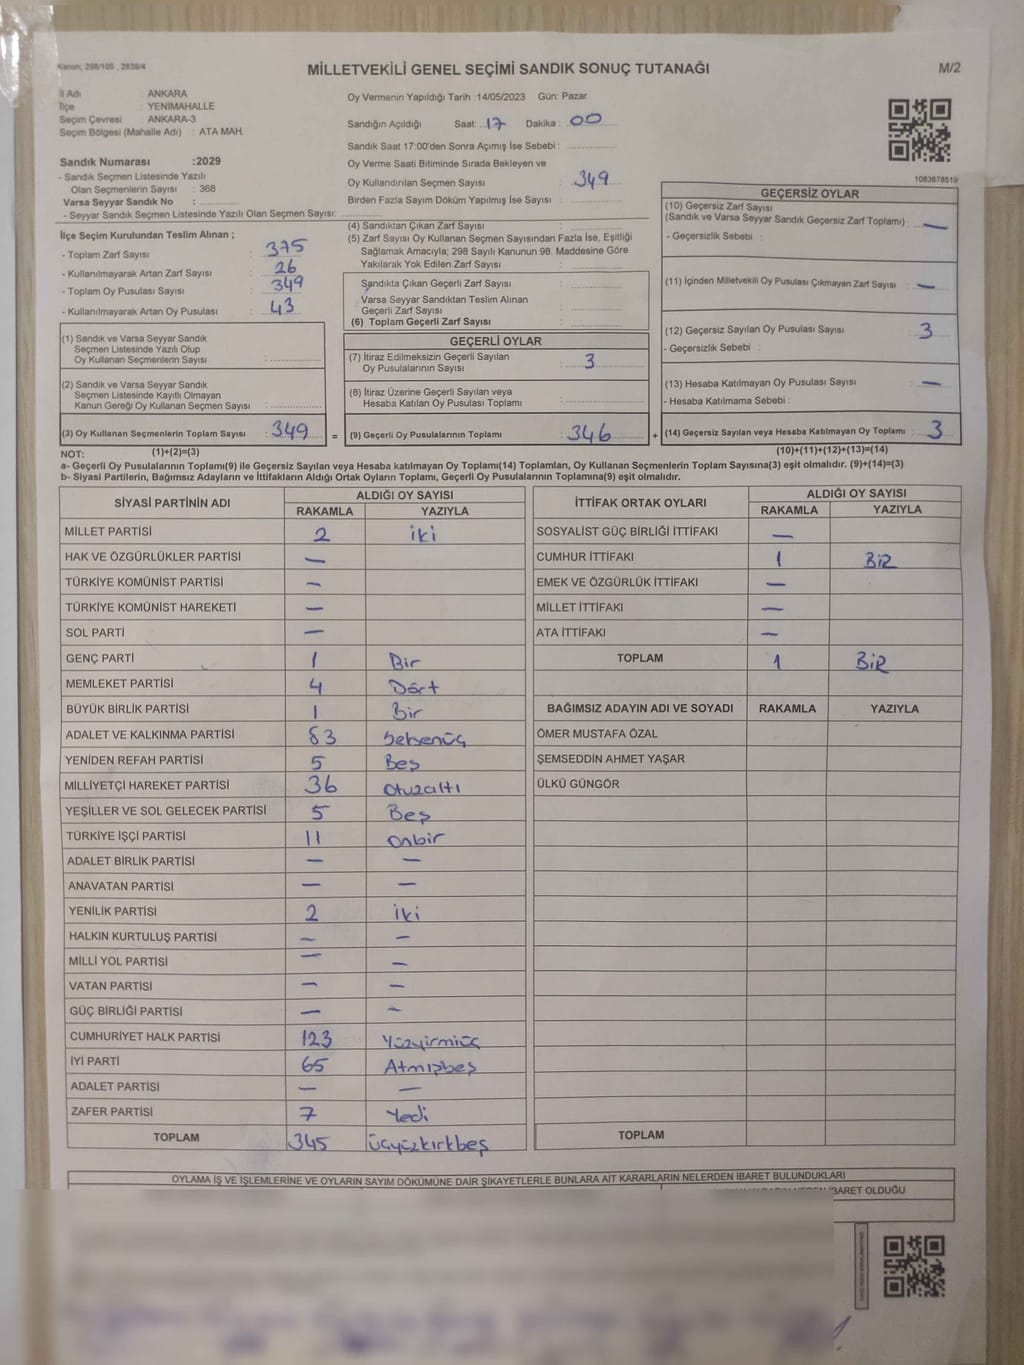 Kanun: 298/105 , 2839/4
MİLLETVEKİLİ GENEL SEÇİMİ SANDIK SONUÇ TUTANAĞI
M/2
İl Adı : ANKARA
İlçe : YENİMAHALLE
Seçim Çevresi : ANKARA-3
Seçim Bölgesi (Mahalle Adı) : ATA MAH.
Sandık Numarası :2029
- Sandık Seçmen Listesinde Yazılı
Olan Seçmenlerin Sayısı : 368
Varsa Seyyar Sandık No :
- Seyyar Sandık Seçmen Listesinde Yazılı Olan Seçmen Sayısı:
Oy Vermenin Yapıldığı Tarih :14/05/2023 Gün: Pazar
Sandığın Açıldığı Saat: 17 Dakika : 00
Sandık Saat 17:00'den Sonra Açımış İse Sebebi :
Oy Verme Saati Bitiminde Sırada Bekleyen ve
Oy Kullandırılan Seçmen Sayısı : 349
Birden Fazla Sayım Döküm Yapılmış İse Sayısı :
1083678519
İlçe Seçim Kurulundan Teslim Alınan ;
- Toplam Zarf Sayısı : 375
- Kullanılmayarak Artan Zarf Sayısı : 26
- Toplam Oy Pusulası Sayısı : 349
- Kullanılmayarak Artan Oy Pusulası : 43
(4) Sandıktan Çıkan Zarf Sayısı :
(5) Zarf Sayısı Oy Kullanan Seçmen Sayısından Fazla İse, Eşitliği
Sağlamak Amacıyla; 298 Sayılı Kanunun 98. Maddesine Göre
Yakılarak Yok Edilen Zarf Sayısı :
Sandıkta Çıkan Geçerli Zarf Sayısı :
Varsa Seyyar Sandıktan Teslim Alınan
Geçerli Zarf Sayısı :
(6) Toplam Geçerli Zarf Sayısı :
GEÇERSİZ OYLAR
(10) Geçersiz Zarf Sayısı
(Sandık ve Varsa Seyyar Sandık Geçersiz Zarf Toplamı) : —
- Geçersizlik Sebebi :
(11) İçinden Milletvekili Oy Pusulası Çıkmayan Zarf Sayısı : —
(12) Geçersiz Sayılan Oy Pusulası Sayısı : 3
- Geçersizlik Sebebi :
(13) Hesaba Katılmayan Oy Pusulası Sayısı : —
- Hesaba Katılmama Sebebi :
(1) Sandık ve Varsa Seyyar Sandık
Seçmen Listesinde Yazılı Olup
Oy Kullanan Seçmenlerin Sayısı :
(2) Sandık ve Varsa Seyyar Sandık
Seçmen Listesinde Kayıtlı Olmayan
Kanun Gereği Oy Kullanan Seçmen Sayısı :
GEÇERLİ OYLAR
(7) İtiraz Edilmeksizin Geçerli Sayılan
Oy Pusulalarının Sayısı : 3
(8) İtiraz Üzerine Geçerli Sayılan veya
Hesaba Katılan Oy Pusulası Toplamı :
(3) Oy Kullanan Seçmenlerin Toplam Sayısı : 349 = (9) Geçerli Oy Pusulalarının Toplamı : 346 + (14) Geçersiz Sayılan veya Hesaba Katılmayan Oy Toplamı : 3
NOT: (1)+(2)=(3) (10)+(11)+(12)+(13)=(14)
a- Geçerli Oy Pusulalarının Toplamı(9) ile Geçersiz Sayılan veya Hesaba katılmayan Oy Toplamı(14) Toplamları, Oy Kullanan Seçmenlerin Toplam Sayısına(3) eşit olmalıdır. (9)+(14)=(3)
b- Siyasi Partilerin, Bağımsız Adayların ve İttifakların Aldığı Ortak Oyların Toplamı, Geçerli Oy Pusulalarının Toplamına(9) eşit olmalıdır.
SİYASİ PARTİNİN ADI ALDIĞI OY SAYISI
RAKAMLA YAZIYLA
MİLLET PARTİSİ 2 iki
HAK VE ÖZGÜRLÜKLER PARTİSİ —
TÜRKİYE KOMÜNİST PARTİSİ —
TÜRKİYE KOMÜNİST HAREKETİ —
SOL PARTİ —
GENÇ PARTİ 1 Bir
MEMLEKET PARTİSİ 4 Dört
BÜYÜK BİRLİK PARTİSİ 1 Bir
ADALET VE KALKINMA PARTİSİ 83 Seksenüç
YENİDEN REFAH PARTİSİ 5 Beş
MİLLİYETÇİ HAREKET PARTİSİ 36 otuzaltı
YEŞİLLER VE SOL GELECEK PARTİSİ 5 Beş
TÜRKİYE İŞÇİ PARTİSİ 11 onbir
ADALET BİRLİK PARTİSİ — —
ANAVATAN PARTİSİ — —
YENİLİK PARTİSİ 2 iki
HALKIN KURTULUŞ PARTİSİ — —
MİLLİ YOL PARTİSİ — —
VATAN PARTİSİ — —
GÜÇ BİRLİĞİ PARTİSİ — —
CUMHURİYET HALK PARTİSİ 123 Yüzyirmiüç
İYİ PARTİ 65 Atmışbeş
ADALET PARTİSİ — —
ZAFER PARTİSİ 7 Yedi
TOPLAM 345 üçyüzkırkbeş
İTTİFAK ORTAK OYLARI ALDIĞI OY SAYISI
RAKAMLA YAZIYLA
SOSYALİST GÜÇ BİRLİĞİ İTTİFAKI —
CUMHUR İTTİFAKI 1 BİR
EMEK VE ÖZGÜRLÜK İTTİFAKI —
MİLLET İTTİFAKI —
ATA İTTİFAKI —
TOPLAM 1 BİR
BAĞIMSIZ ADAYIN ADI VE SOYADI RAKAMLA YAZIYLA
ÖMER MUSTAFA ÖZAL
ŞEMSEDDİN AHMET YAŞAR
ÜLKÜ GÜNGÖR
TOPLAM
OYLAMA İŞ VE İŞLEMLERİNE VE OYLARIN SAYIM DÖKÜMÜNE DAİR ŞİKAYETLERLE BUNLARA AİT KARARLARIN NELERDEN İBARET BULUNDUKLARI
İBARET OLDUĞU